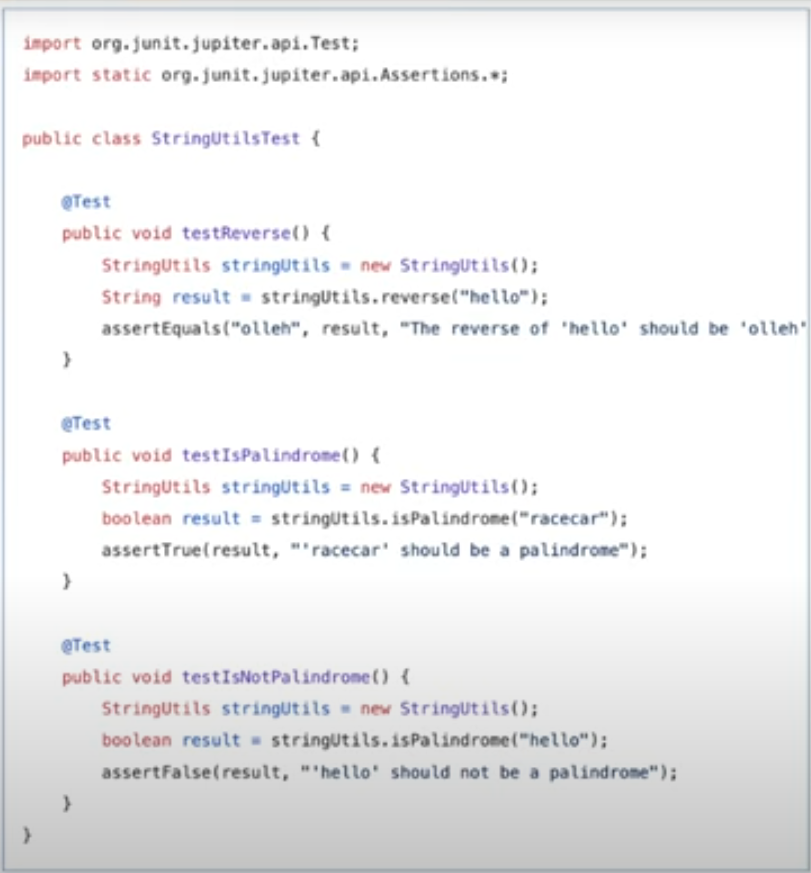 import org.junit.jupiter.api.Test;
import static org.junit.jupiter.api.Assertions.*;
public class StringUtilsTest {
@Test
public void testReverse() {
StringUtils stringUtils = new StringUtils();
String result = stringUtils.reverse("hello");
assertEquals("olleh", result, "The reverse of 'hello' should be 'olleh'
}
@Test
public void testIsPalindrome() {
StringUtils stringUtils = new StringUtils();
boolean result = stringUtils.isPalindrome("racecar");
assertTrue(result, "'racecar' should be a palindrome");
}
@Test
public void testIsNotPalindrome() {
StringUtils stringUtils = new StringUtils();
boolean result = stringUtils.isPalindrome("hello");
assertFalse(result, "'hello' should not be a palindrome");
}
}